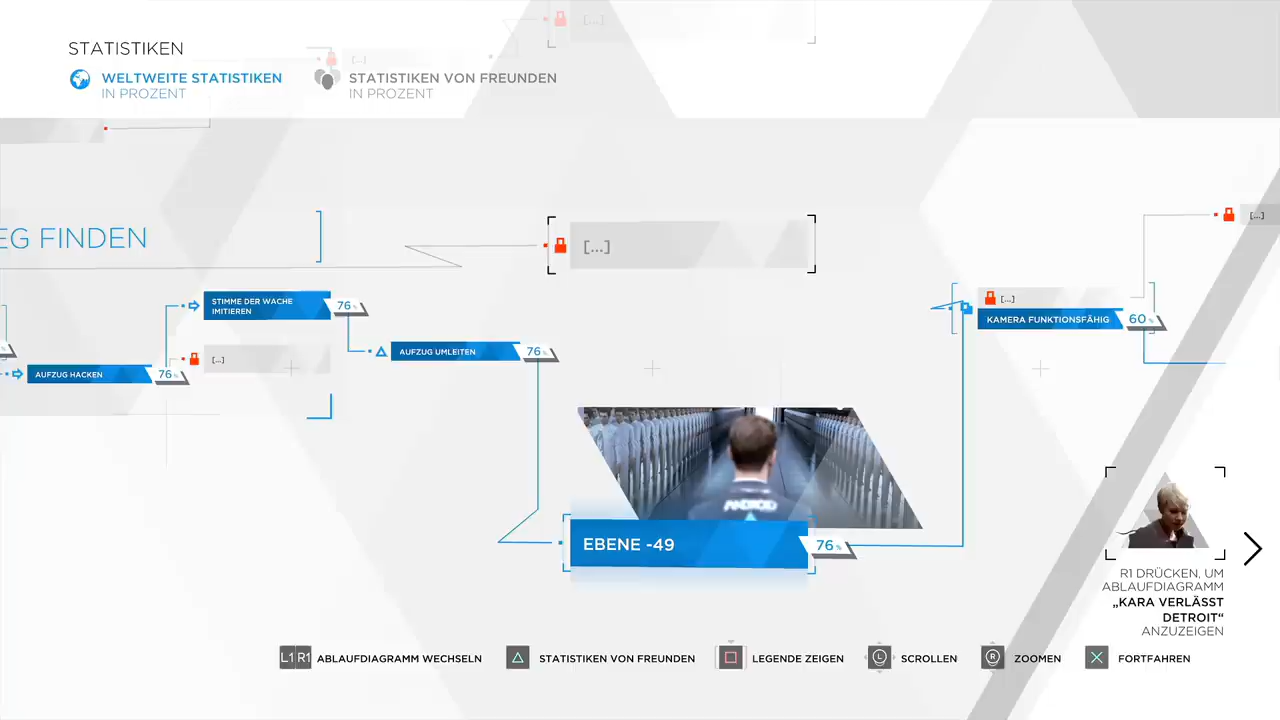 [...]
STATISTIKEN
[...]
WELTWEITE STATISTIKEN
IN PROZENT
STATISTIKEN VON FREUNDEN
IN PROZENT
[...]
EG FINDEN
[...]
STIMME DER WACHE
IMITIEREN
76%
[...]
KAMERA FUNKTIONSFÄHIG
60%
%
[...]
AUFZUG UMLEITEN
76%
AUFZUG HACKEN
76%
ANDROID
EBENE -49
76%
R1 DRÜCKEN, UM
ABLAUFDIAGRAMM
„KARA VERLÄSST
DETROIT“
ANZUZEIGEN
L1 R1 ABLAUFDIAGRAMM WECHSELN
STATISTIKEN VON FREUNDEN
LEGENDE ZEIGEN
L SCROLLEN
R ZOOMEN
FORTFAHREN